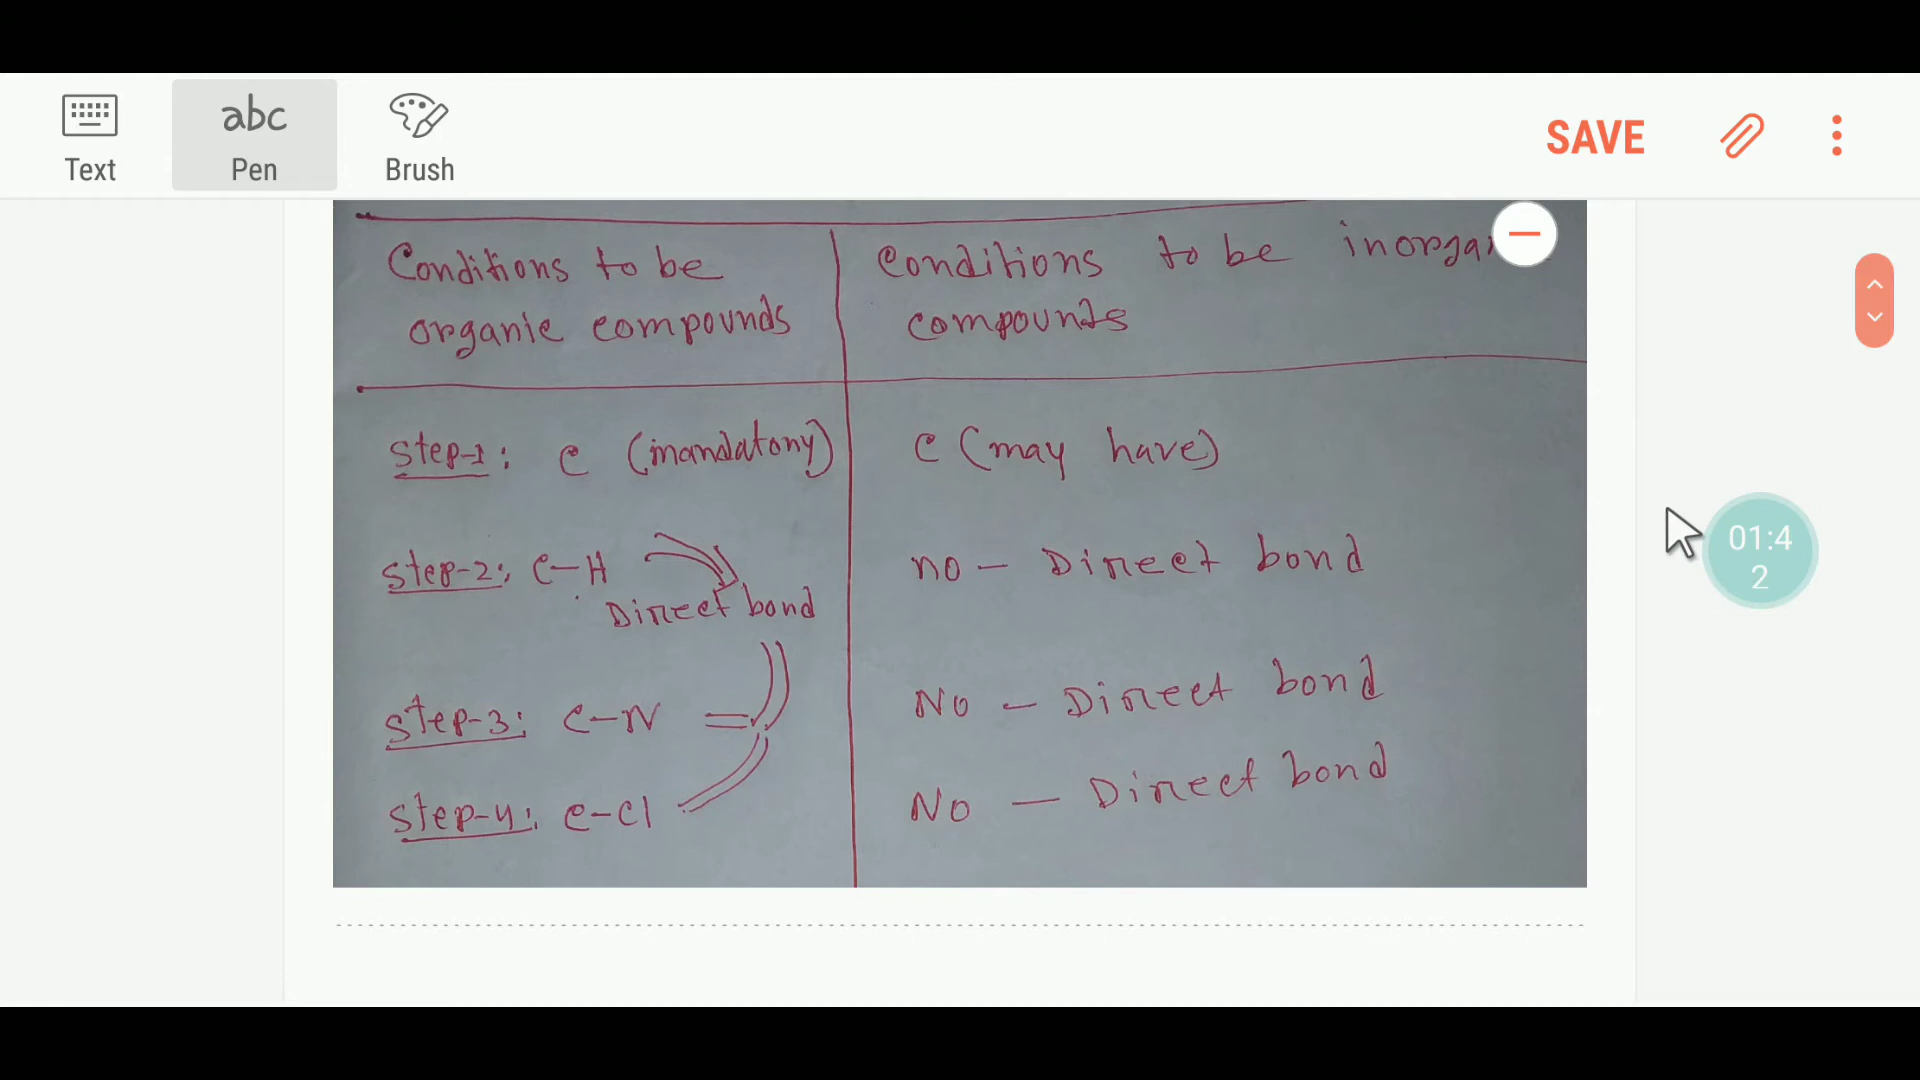 Text
abc
Pen
Brush
SAVE
Conditions to be
organic compounds
Conditions to be inorga
compounds
Step-1: C (mandatory)
C (may have)
Step-2: C-H
Direct bond
no - Direct bond
Step-3: C-N
No - Direct bond
Step-4: C-Cl
No - Direct bond
01:4
2